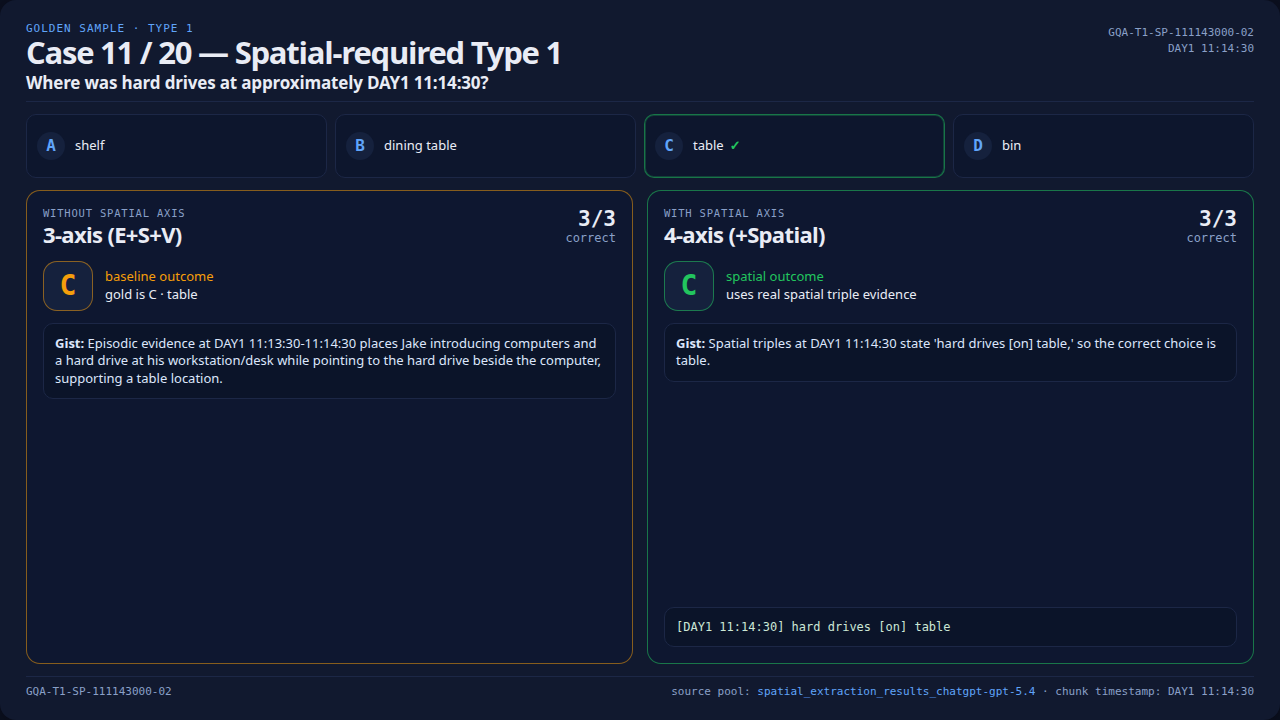 GOLDEN SAMPLE · TYPE 1
Case 11 / 20 — Spatial-required Type 1
Where was hard drives at approximately DAY1 11:14:30?
GQA-T1-SP-111143000-02
DAY1 11:14:30
A shelf
B dining table
C table ✓
D bin
WITHOUT SPATIAL AXIS
3-axis (E+S+V)
3/3
correct
C
baseline outcome
gold is C · table
Gist: Episodic evidence at DAY1 11:13:30-11:14:30 places Jake introducing computers and
a hard drive at his workstation/desk while pointing to the hard drive beside the computer,
supporting a table location.
WITH SPATIAL AXIS
4-axis (+Spatial)
3/3
correct
C
spatial outcome
uses real spatial triple evidence
Gist: Spatial triples at DAY1 11:14:30 state 'hard drives [on] table,' so the correct choice is
table.
[DAY1 11:14:30] hard drives [on] table
GQA-T1-SP-111143000-02
source pool: spatial_extraction_results_chatgpt-gpt-5.4 · chunk timestamp: DAY1 11:14:30